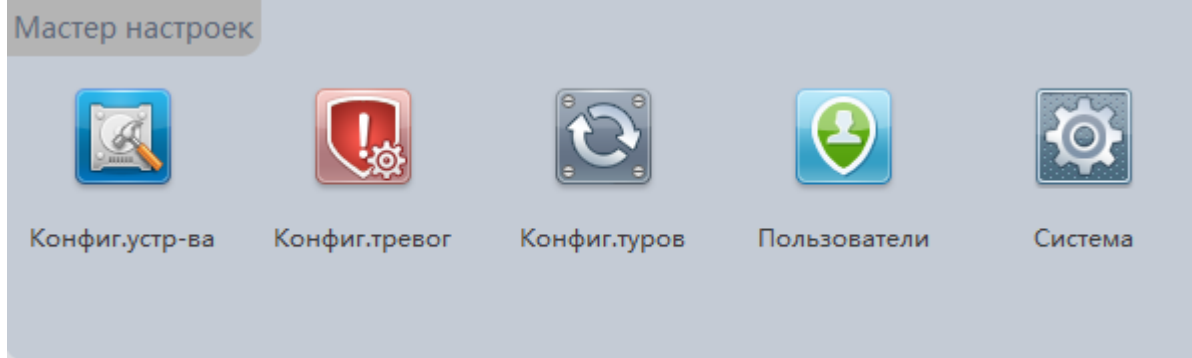 Мастер настроек
Конфиг.устр-ва Конфиг.тревог Конфиг.туров Пользователи Система